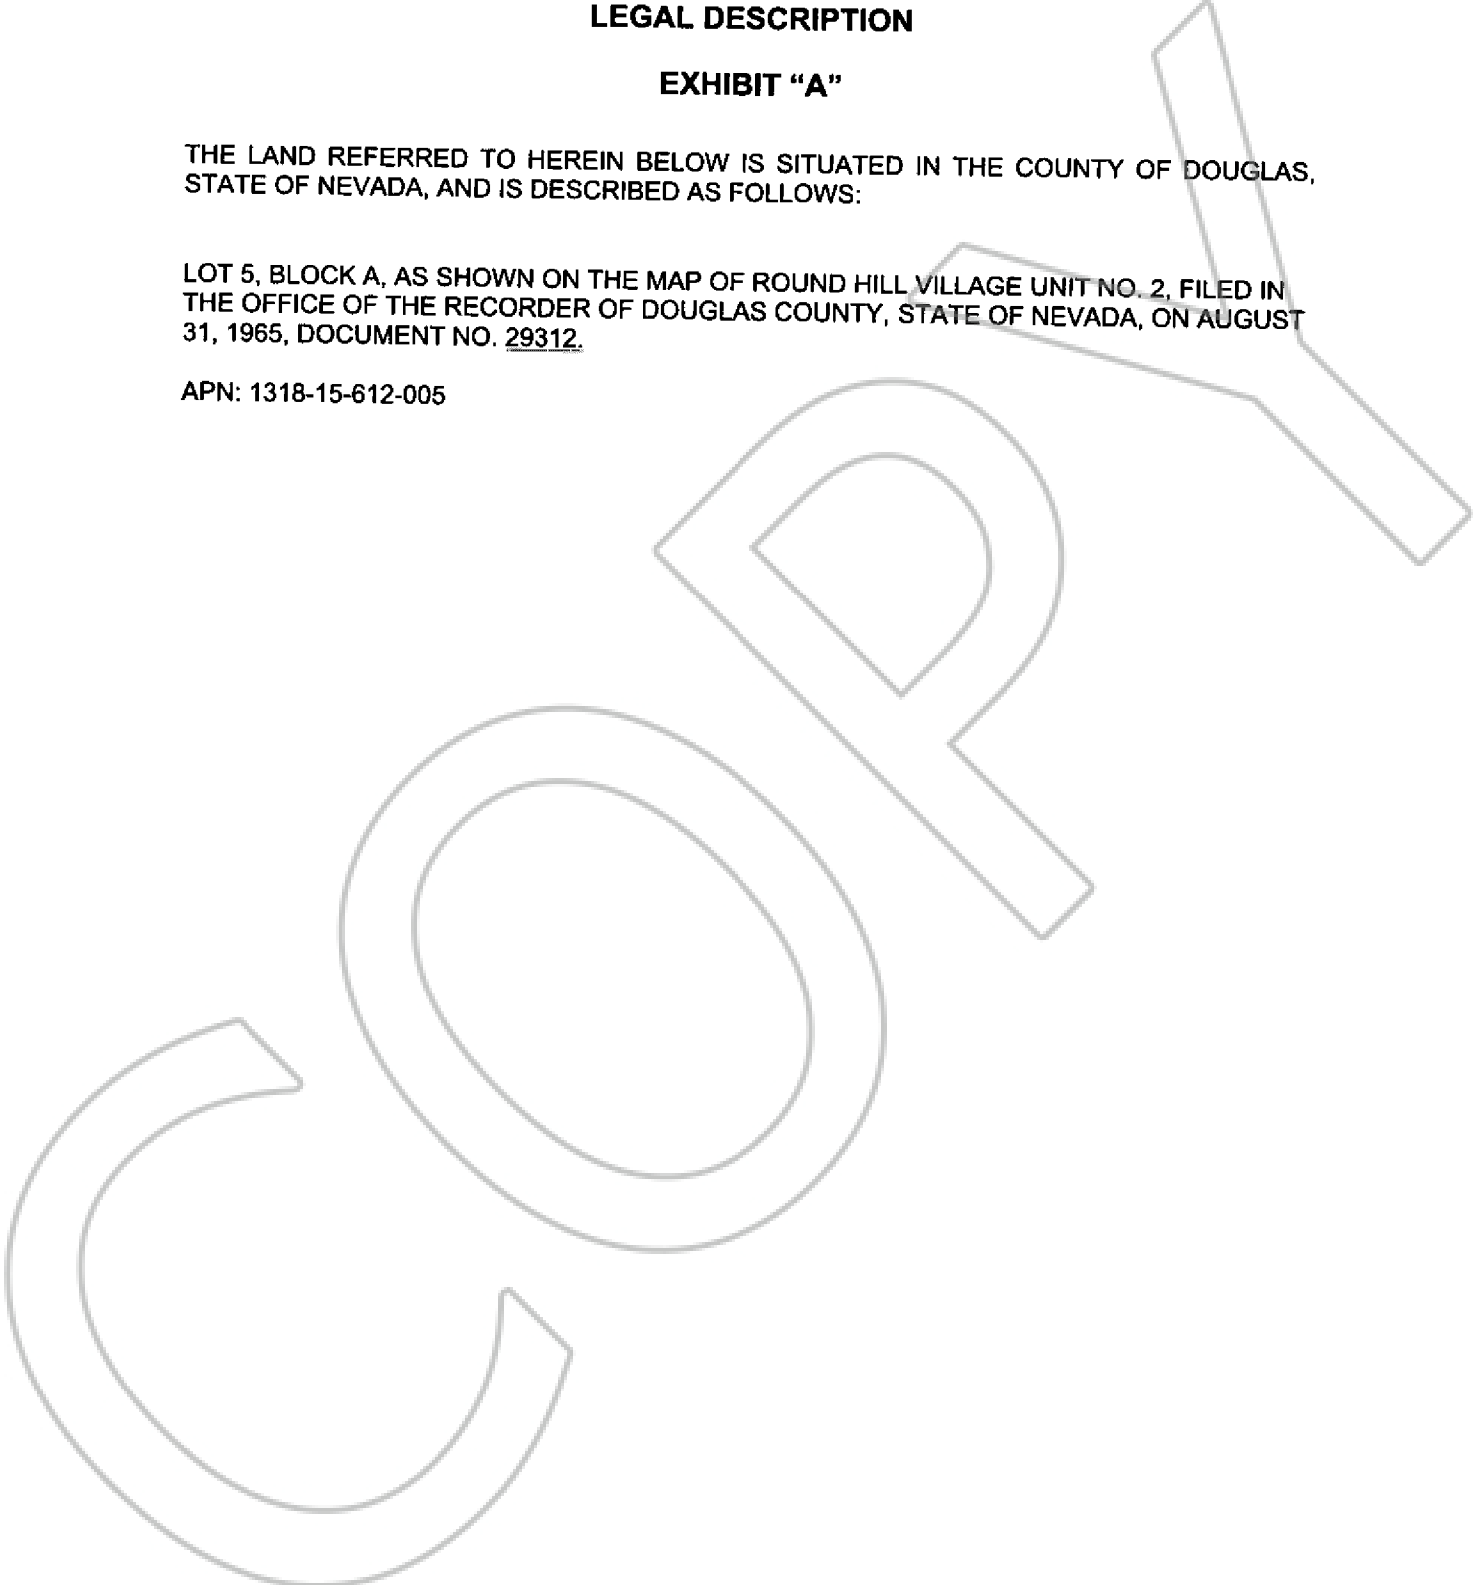 LEGAL DESCRIPTION
EXHIBIT “A”
THE LAND REFERRED TO HEREIN BELOW IS SITUATED IN THE COUNTY OF DOUGLAS,
STATE OF NEVADA, AND IS DESCRIBED AS FOLLOWS:
LOT 5, BLOCK A, AS SHOWN ON THE MAP OF ROUND HILL VILLAGE UNIT NO. 2, FILED IN
THE OFFICE OF THE RECORDER OF DOUGLAS COUNTY, STATE OF NEVADA, ON AUGUST
31, 1965, DOCUMENT NO. 29312.
APN: 1318-15-612-005
COPY